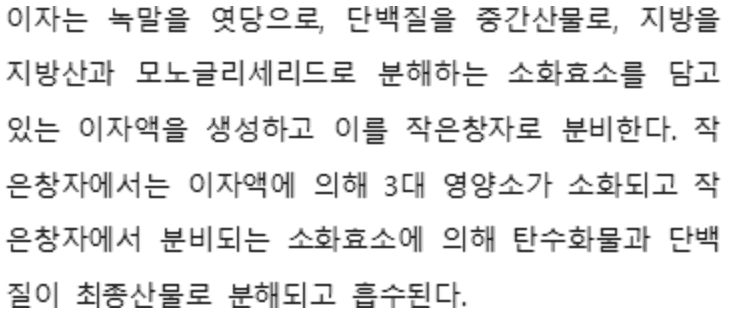 이자는 녹말을 엿당으로, 단백질을 중간산물로, 지방을
지방산과 모노글리세리드로 분해하는 소화효소를 담고
있는 이자액을 생성하고 이를 작은창자로 분비한다. 작
은창자에서는 이자액에 의해 3대 영양소가 소화되고 작
은창자에서 분비되는 소화효소에 의해 탄수화물과 단백
질이 최종산물로 분해되고 흡수된다.